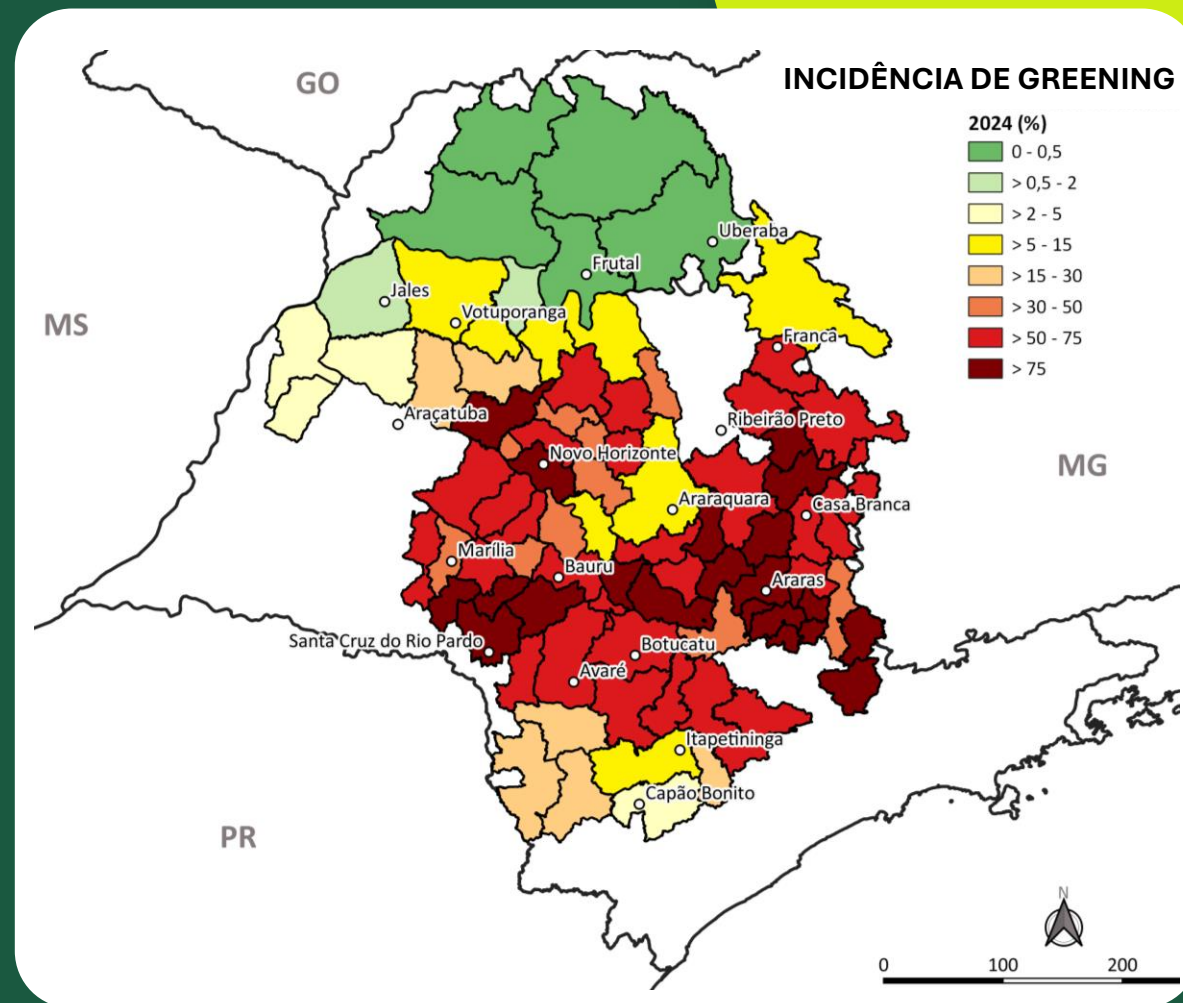 GO
INCIDÊNCIA DE GREENING
2024 (%)
0 - 0,5
> 0,5 - 2
> 2 - 5
> 5 - 15
> 15 - 30
> 30 - 50
> 50 - 75
> 75
Uberaba
Frutal
Jales
MS
Votuporanga
Franca
Araçatuba
Ribeirão Preto
Novo Horizonte
MG
Araraquara
Casa Branca
Marília
Bauru
Araras
Santa Cruz do Rio Pardo
Botucatu
Avaré
Itapetininga
Capão Bonito
PR
N
0 100 200